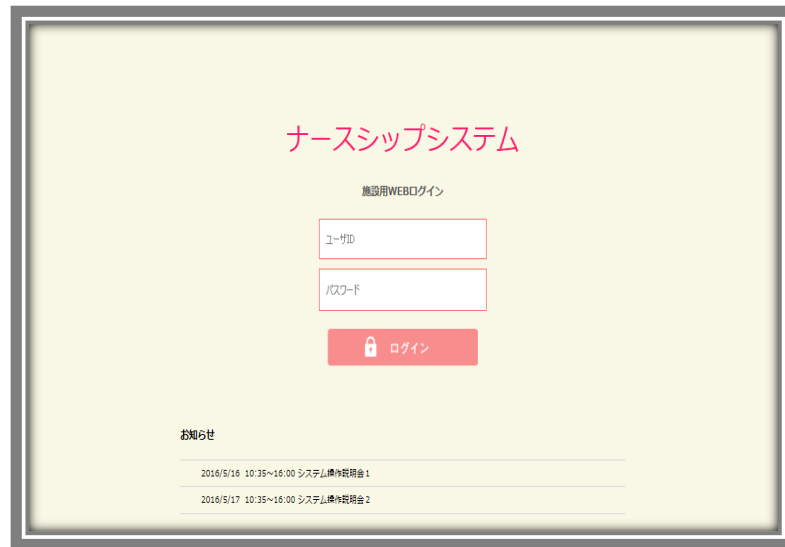 ナースシップシステム
施設用WEBログイン
ユーザID
パスワード
ログイン
お知らせ
2016/5/16 10:35~16:00 システム操作説明会1
2016/5/17 10:35~16:00 システム操作説明会2